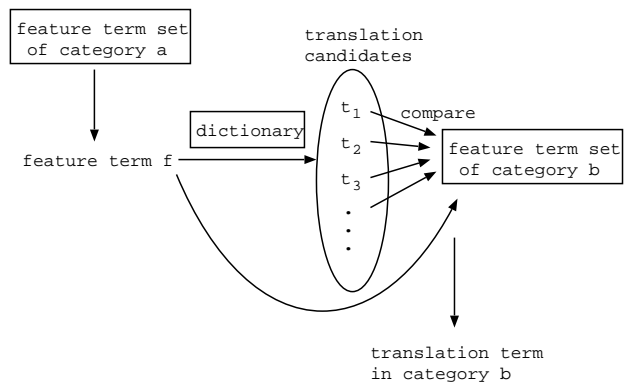 feature term set
of category a
translation
candidates
t1
compare
dictionary
t2
feature term set
of category b
feature term f
t3
translation term
in category b